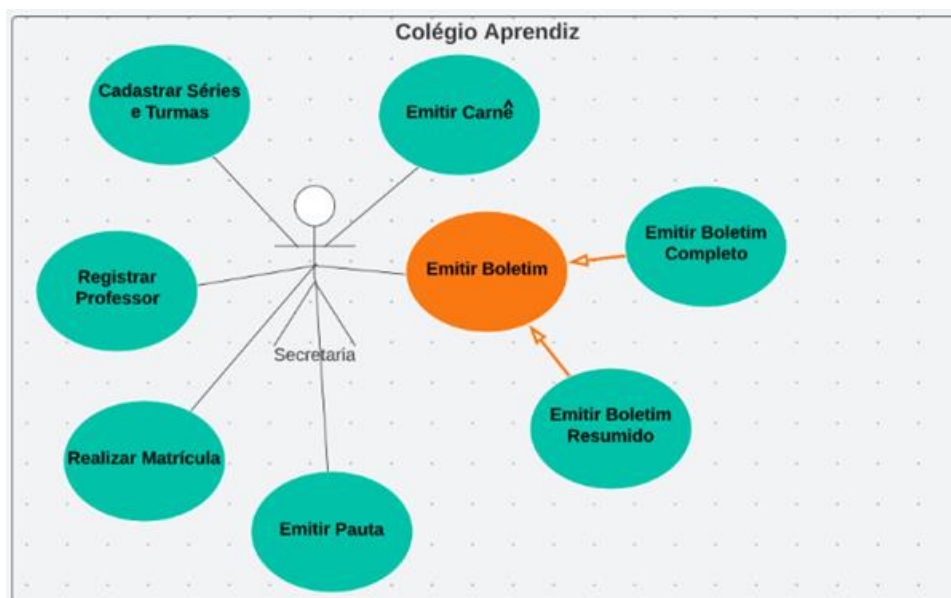 Colégio Aprendiz
Cadastrar Séries
e Turmas
Emitir Carnê
Emitir Boletim
Completo
Emitir Boletim
Registrar
Professor
Secretaria
Emitir Boletim
Resumido
Realizar Matrícula
Emitir Pauta